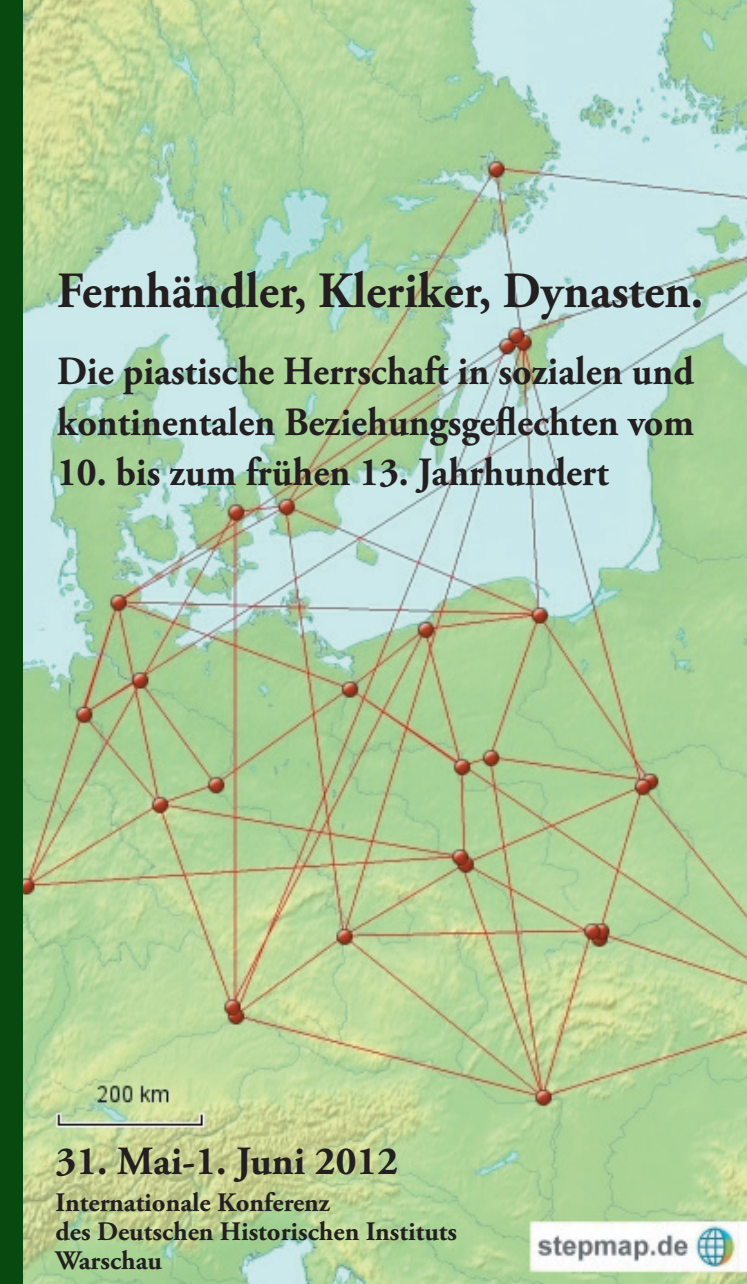 Fernhändler, Kleriker, Dynasten.
Die piastische Herrschaft in sozialen und
kontinentalen Beziehungsgeflechten vom
10. bis zum frühen 13. Jahrhundert
200 km
31. Mai-1. Juni 2012
Internationale Konferenz
des Deutschen Historischen Instituts
Warschau
stepmap.de